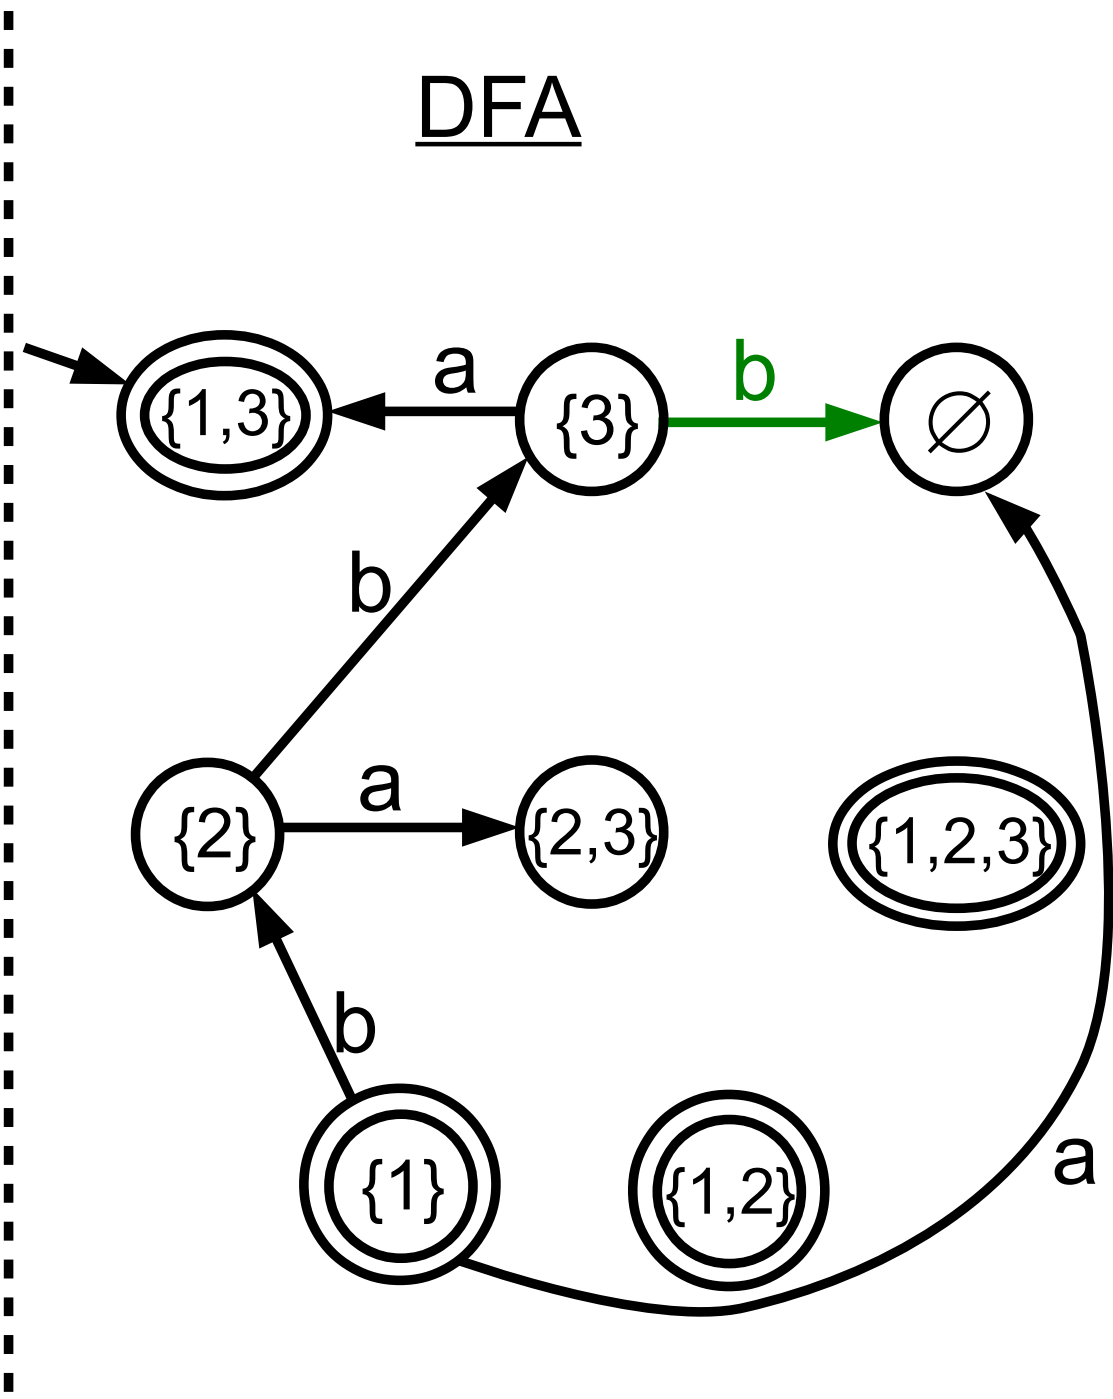 DFA
a b
{1,3} {3} ∅
b
a
{2} {2,3} {1,2,3}
b
a
{1} {1,2}